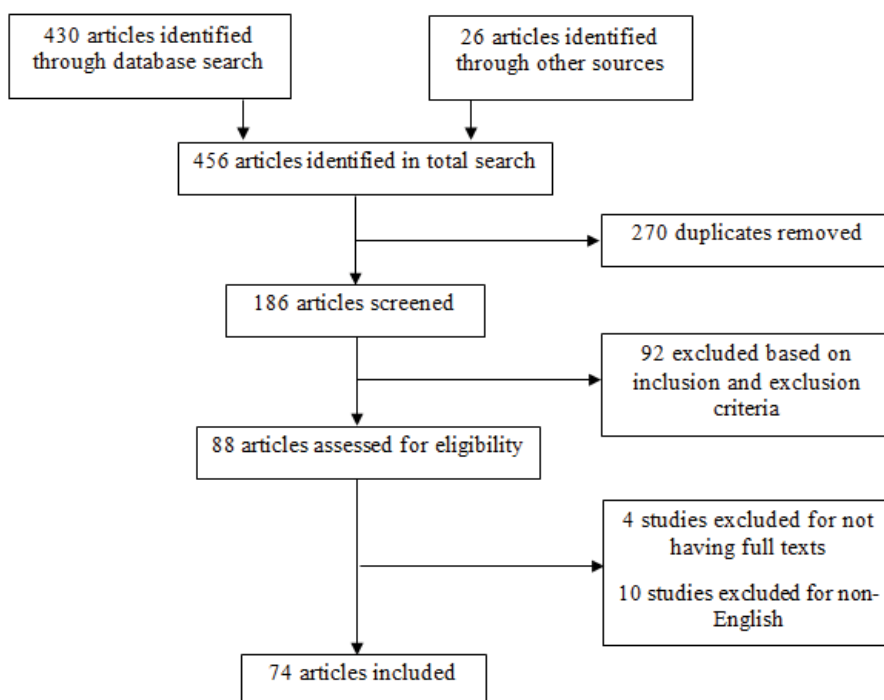 430 articles identified
through database search
26 articles identified
through other sources
456 articles identified in total search
270 duplicates removed
186 articles screened
92 excluded based on
inclusion and exclusion
criteria
88 articles assessed for eligibility
4 studies excluded for not
having full texts
10 studies excluded for non-
English
74 articles included